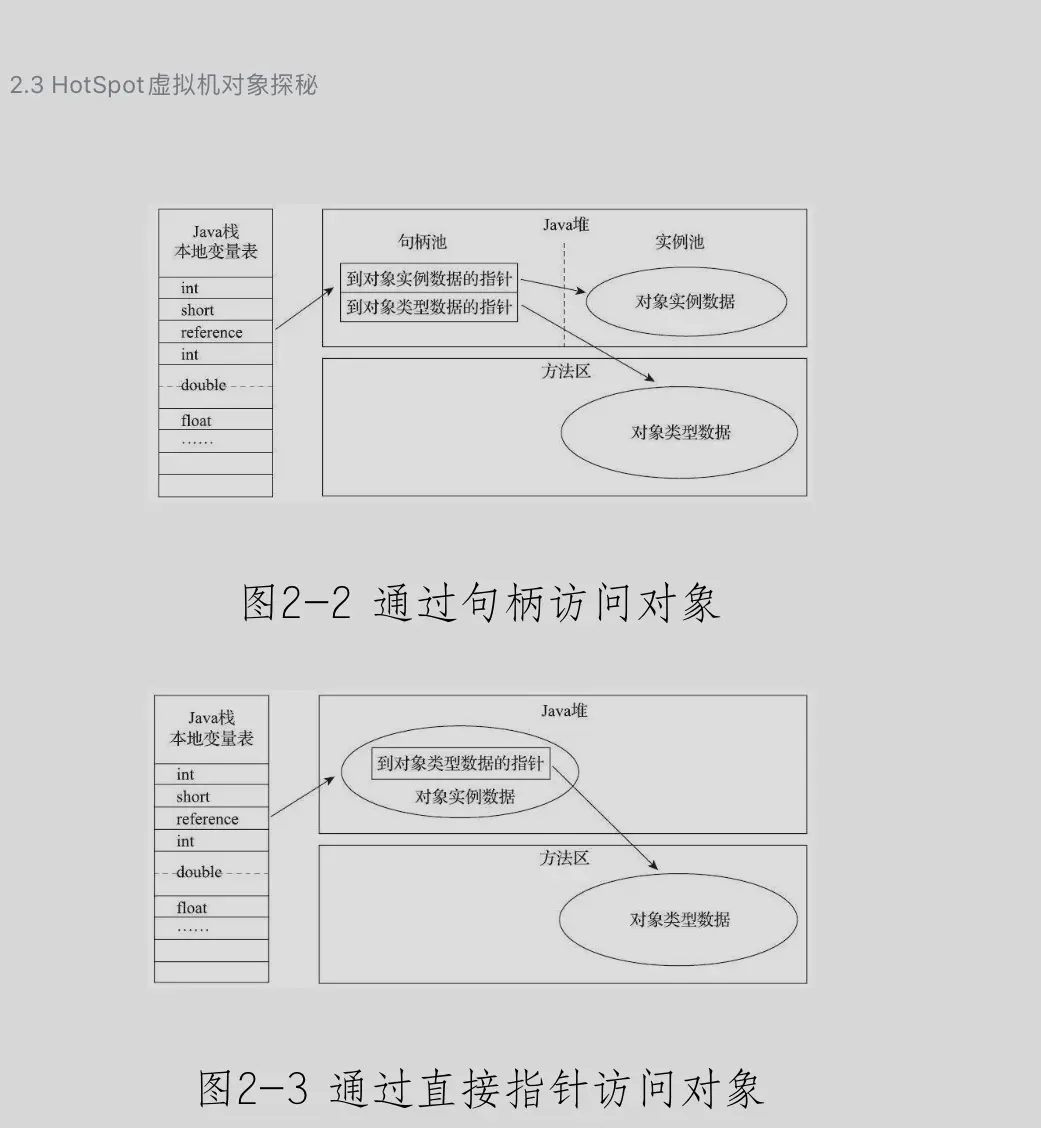 2.3 HotSpot虚拟机对象探秘
Java栈
本地变量表
int
short
reference
int
double
float
……
Java堆
句柄池
实例池
到对象实例数据的指针
到对象类型数据的指针
对象实例数据
方法区
对象类型数据
图2-2 通过句柄访问对象
Java栈
本地变量表
int
short
reference
int
double
float
……
Java堆
到对象类型数据的指针
对象实例数据
方法区
对象类型数据
图2-3 通过直接指针访问对象